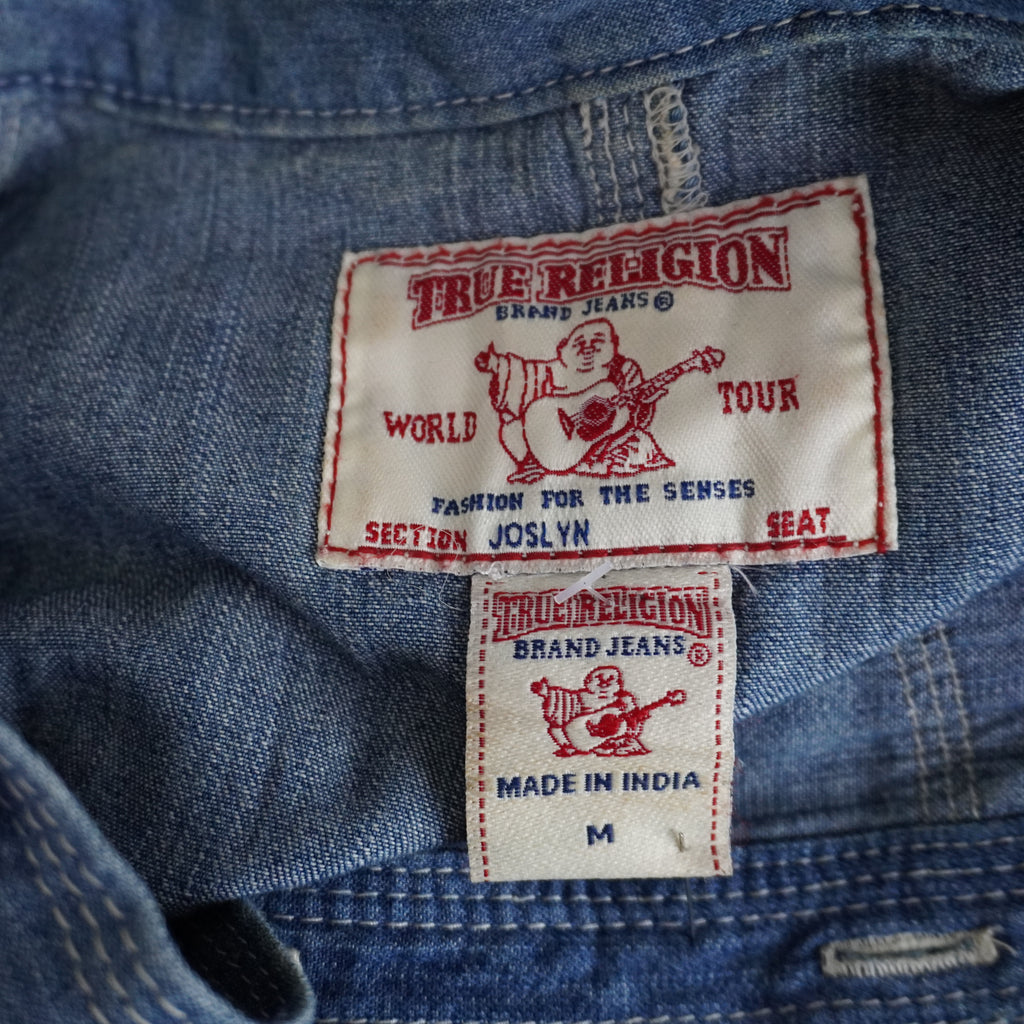 TRUE RELIGION
BRAND JEANS®
WORLD TOUR
FASHION FOR THE SENSES
SECTION JOSLYN SEAT
TRUE RELIGION
BRAND JEANS®
MADE IN INDIA
M